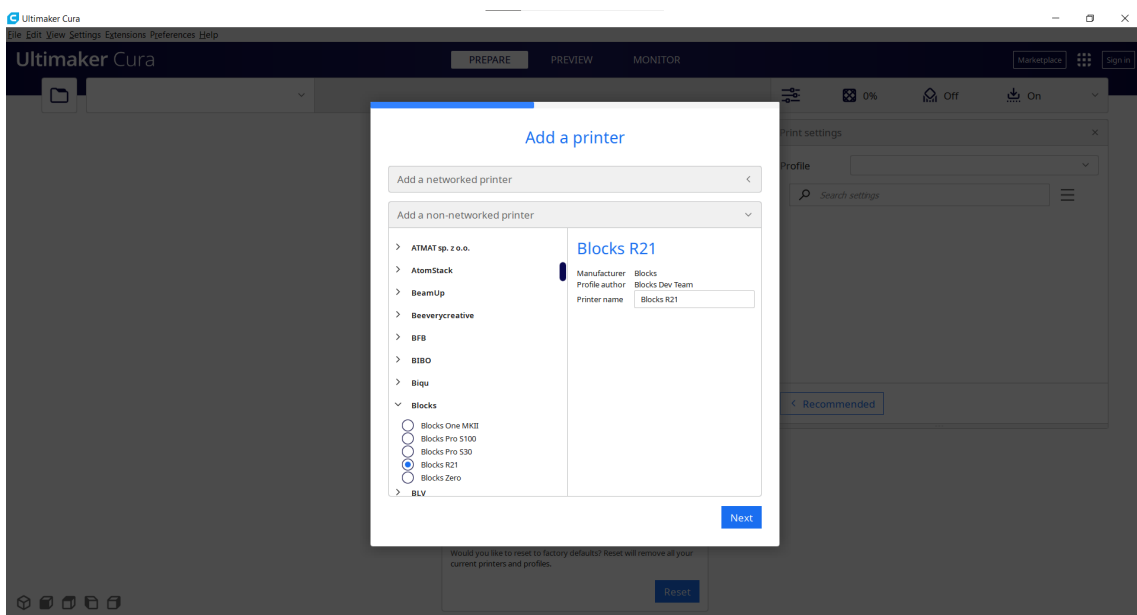 Ultimaker Cura
File Edit View Settings Extensions Preferences Help
Ultimaker Cura
PREPARE PREVIEW MONITOR
Marketplace
Sign in
0% Off On
Print settings
Profile
Search settings
Recommended
Add a printer
Add a networked printer
Add a non-networked printer
ATMAT sp. z o.o.
AtomStack
BeamUp
Beeverycreative
BFB
BIBO
Biqu
Blocks
Blocks One MKII
Blocks Pro S100
Blocks Pro S30
Blocks R21
Blocks Zero
BLV
Blocks R21
Manufacturer Blocks
Profile author Blocks Dev Team
Printer name Blocks R21
Next
Would you like to reset to factory defaults? Reset will remove all your
current printers and profiles.
Reset